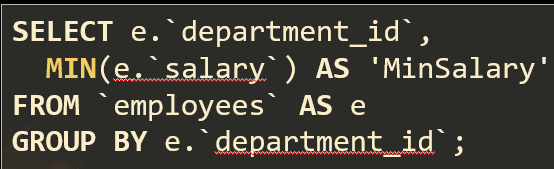 SELECT e.`department_id`,
MIN(e.`salary`) AS 'MinSalary'
FROM `employees` AS e
GROUP BY e.`department_id`;